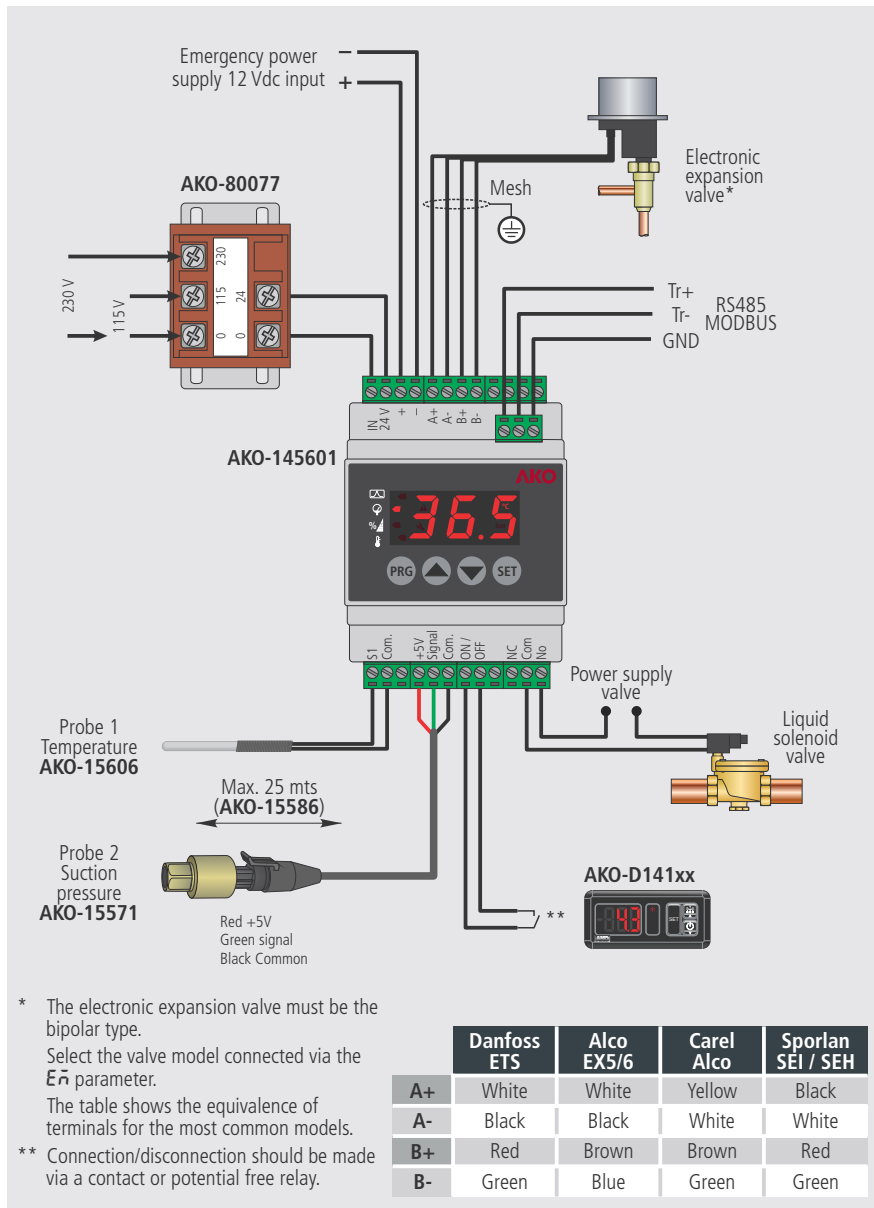 Emergency power
supply 12 Vdc input
–
+
AKO-80077
Mesh
Electronic
expansion
valve*
230 V
115 V
230
115
24
0
0
Tr+
Tr-
GND
RS485
MODBUS
IN
24 V
+
–
A+
A-
B+
B-
AKO-145601
AKO
%
36.5
°C
PRG
SET
S1
Com.
+5V
Signal
Com.
ON /
OFF
NC
Com
No
Power supply
valve
Liquid
solenoid
valve
Probe 1
Temperature
AKO-15606
Max. 25 mts
(AKO-15586)
Probe 2
Suction
pressure
AKO-15571
Red +5V
Green signal
Black Common
**
AKO-D141xx
4.3
SET
* The electronic expansion valve must be the
bipolar type.
Select the valve model connected via the
En parameter.
The table shows the equivalence of
terminals for the most common models.
** Connection/disconnection should be made
via a contact or potential free relay.
Danfoss ETS | Alco EX5/6 | Carel Alco | Sporlan SEI / SEH
A+ White White Yellow Black
A- Black Black White White
B+ Red Brown Brown Red
B- Green Blue Green Green